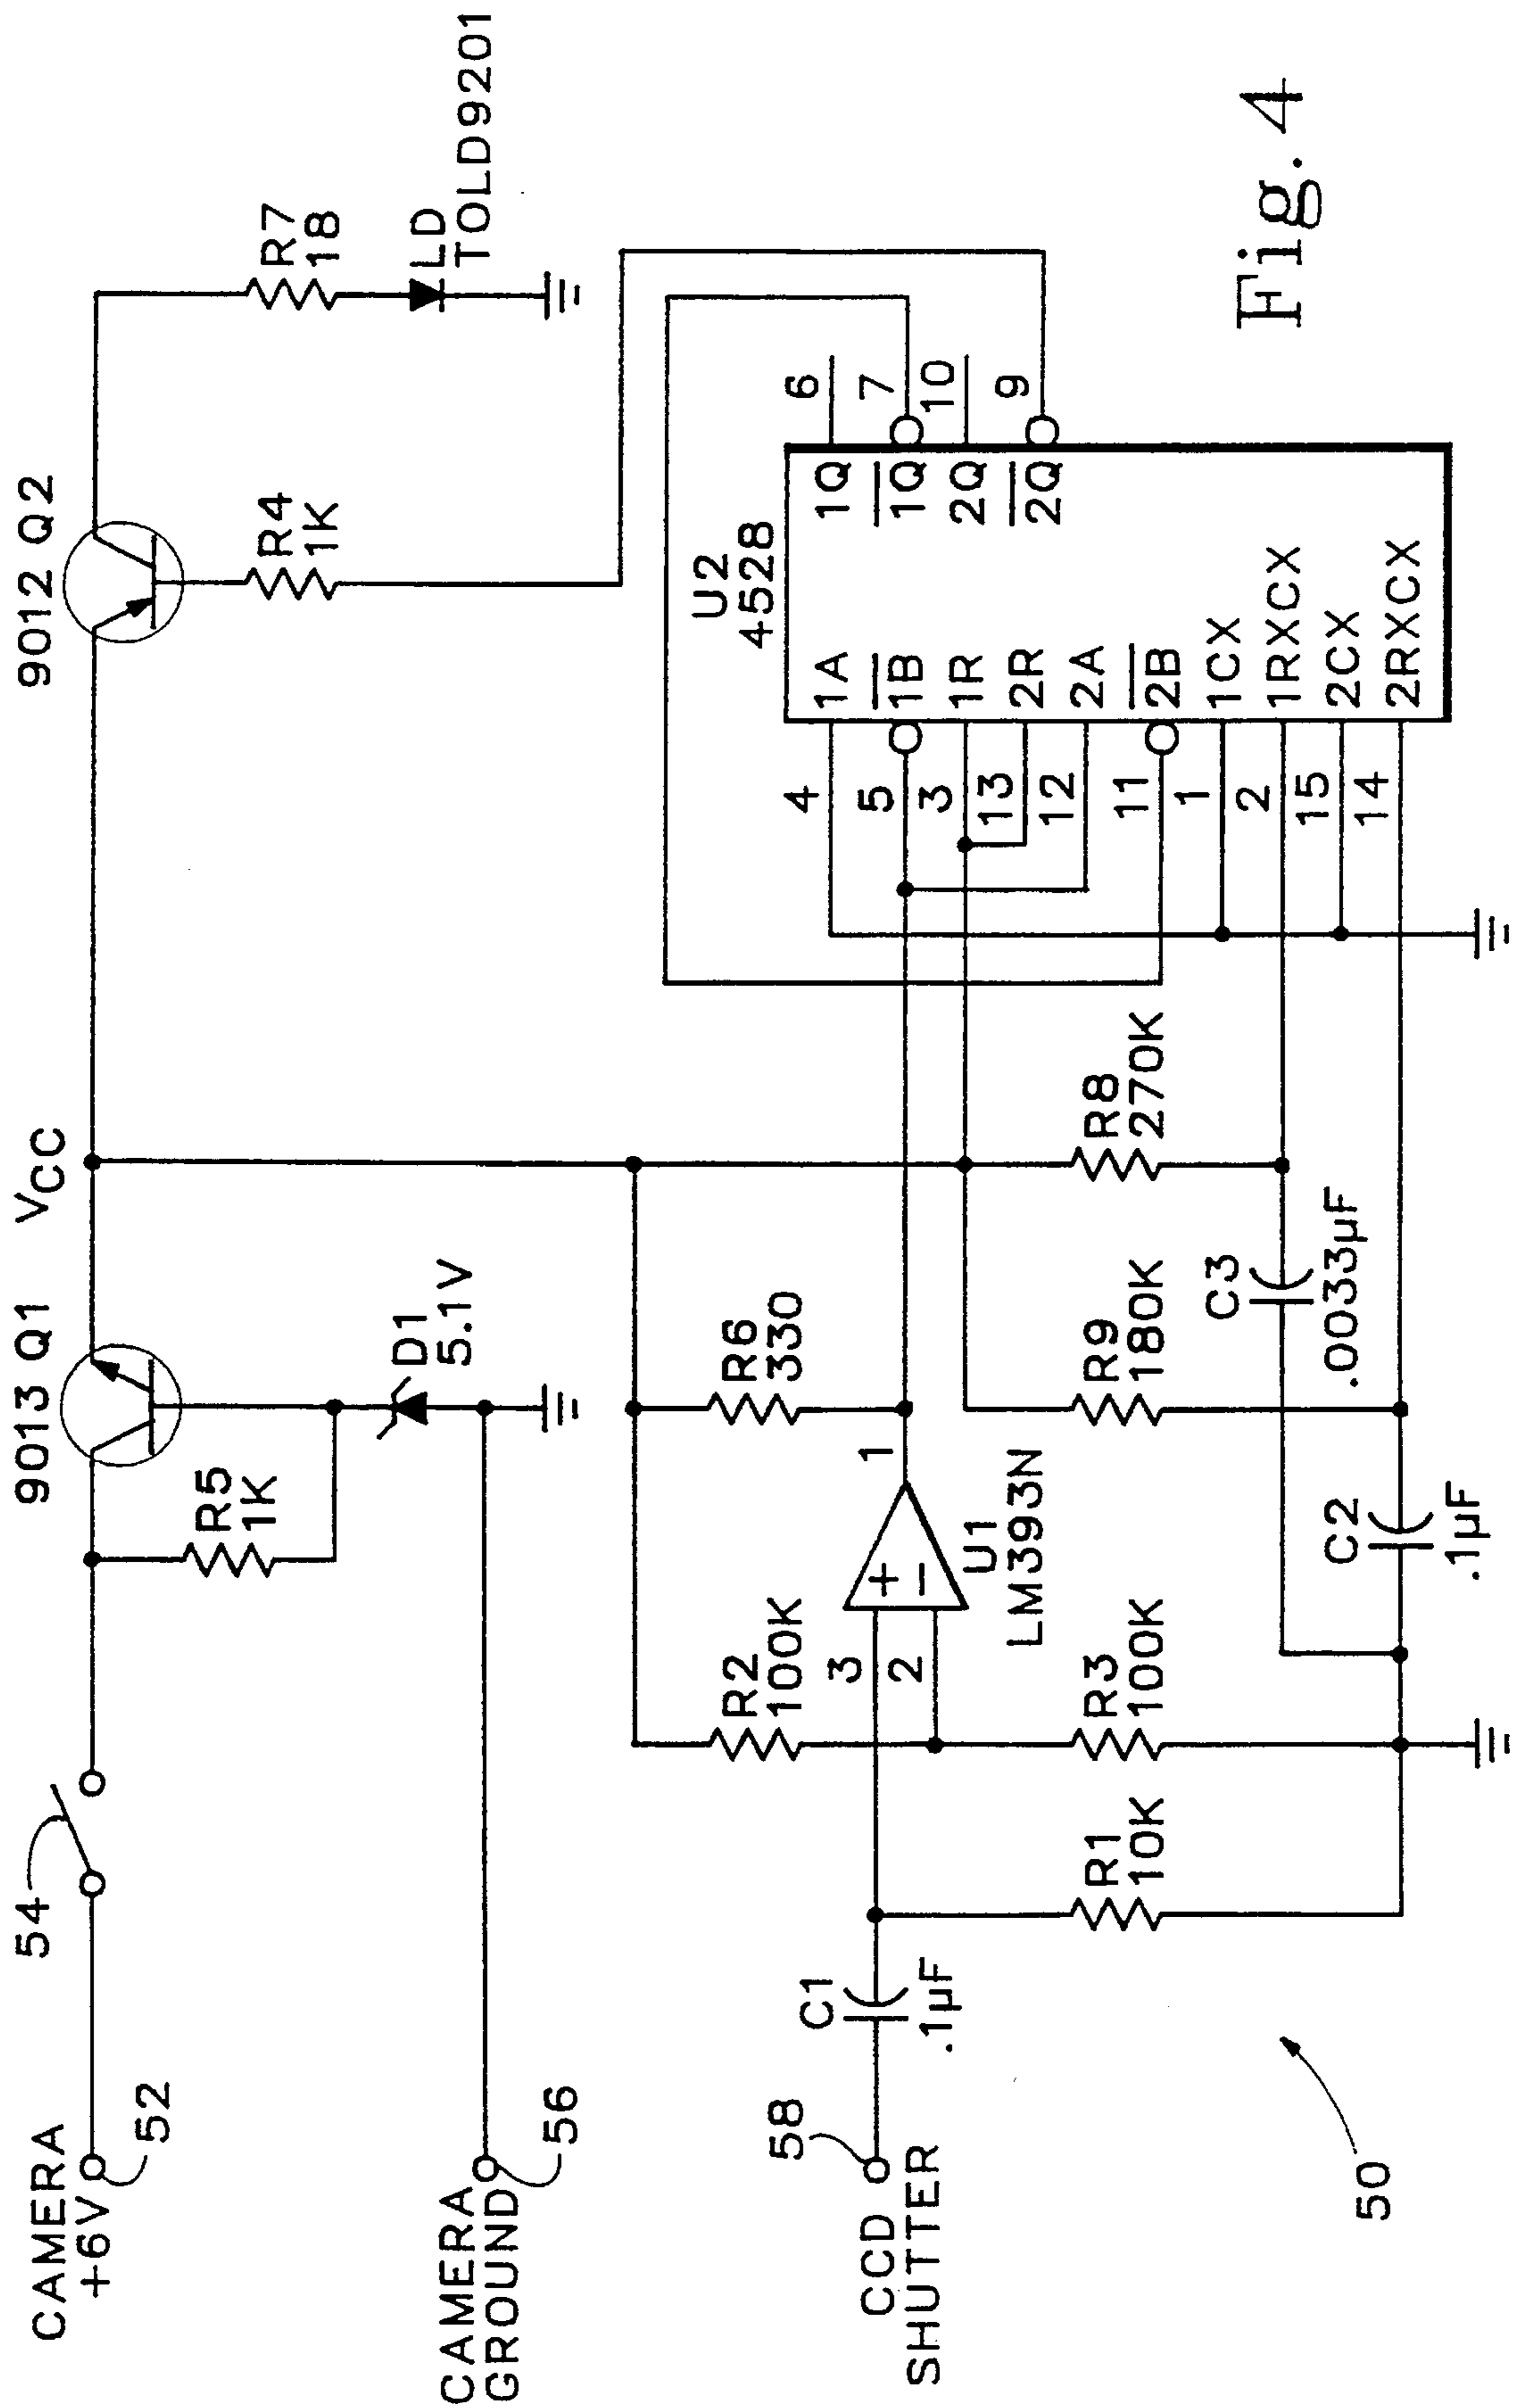 CAMERA
+6V
52
54
9013 Q1
R5
1K
D1
5.1V
VCC
9012 Q2
R4
1K
R7
18
LD
TOLD9201
CAMERA
GROUND
56
CCD
SHUTTER
58
C1
.1µF
R1
10K
R2
100K
R3
100K
3
2
+
−
1
U1
LM393N
R6
330
R9
180K
R8
270K
C3
.0033µF
C2
.1µF
U2
4528
4
5
3
13
12
11
1
2
15
14
1A
1B
1R
2R
2A
2B
1CX
1RXCX
2CX
2RXCX
1Q
1Q
2Q
2Q
6
7
10
9
50
Fig. 4